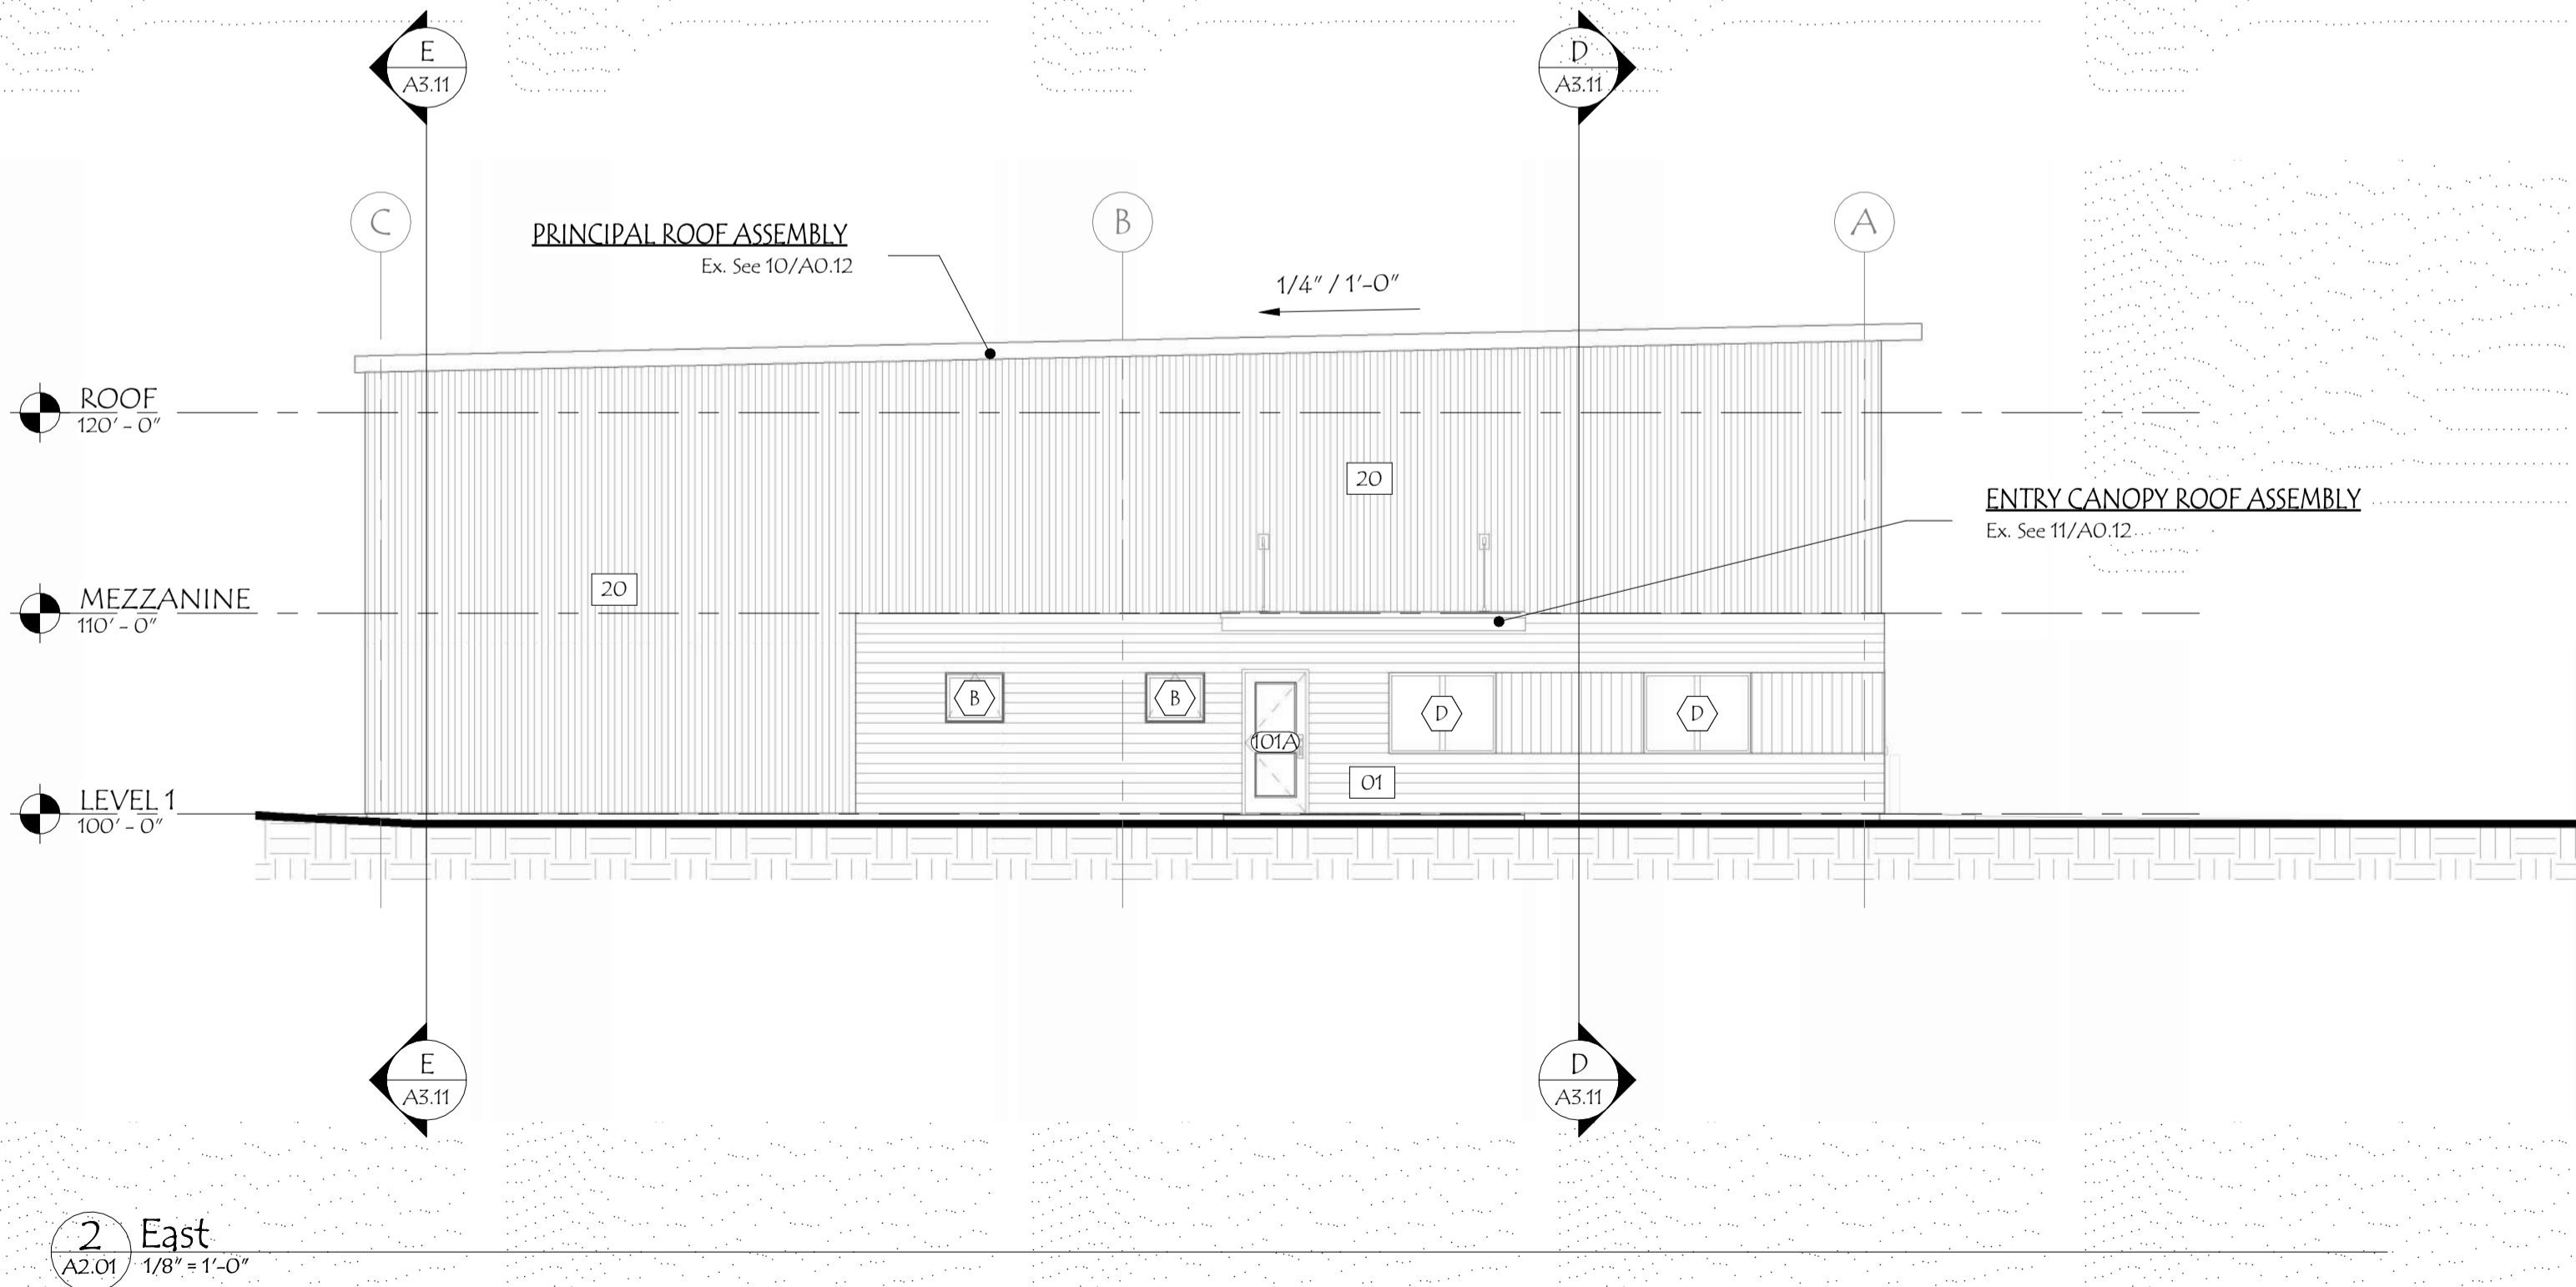 E
A3.11
D
A3.11
C
B
A
PRINCIPAL ROOF ASSEMBLY
Ex. See 10/A0.12
1/4" / 1'-0"
ROOF
120' - 0"
20
ENTRY CANOPY ROOF ASSEMBLY
Ex. See 11/A0.12
20
MEZZANINE
110' - 0"
B
B
D
D
101A
01
LEVEL 1
100' - 0"
E
A3.11
D
A3.11
2
A2.01
East
1/8" = 1'-0"